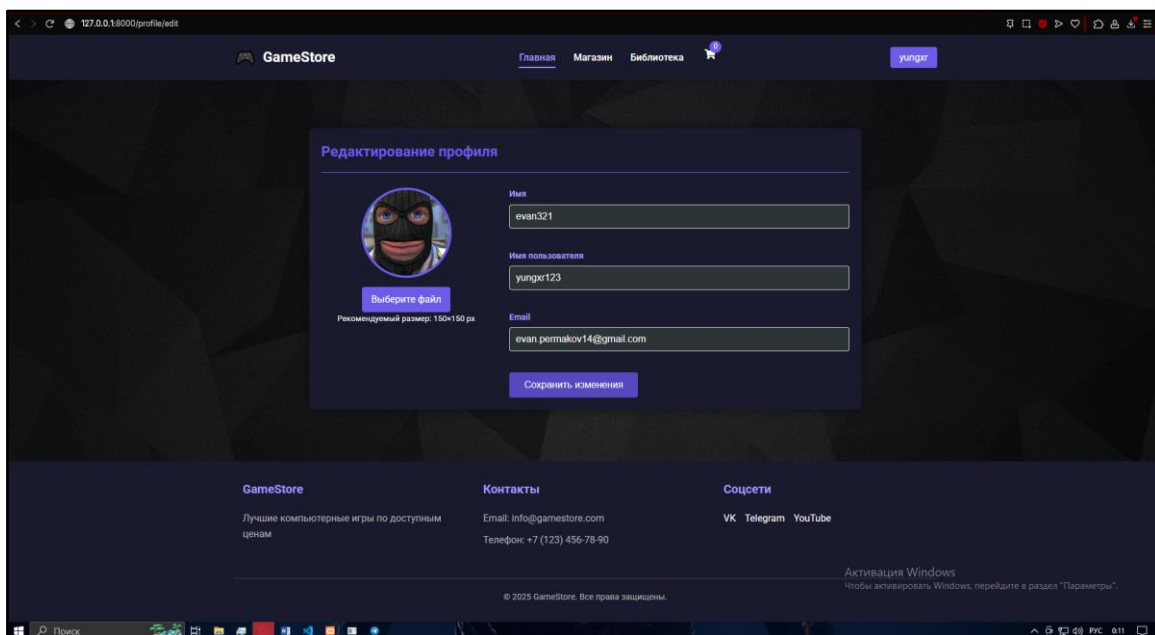 127.0.0.1:8000/profile/edit
GameStore
Главная Магазин Библиотека 0
yungxr
Редактирование профиля
Имя
evan321
Имя пользователя
yungxr123
Выберите файл
Рекомендуемый размер: 150×150 px
Email
evan.permakov14@gmail.com
Сохранить изменения
GameStore Контакты Соцсети
Лучшие компьютерные игры по доступным Email: info@gamestore.com VK Telegram YouTube
ценам
Телефон: +7 (123) 456-78-90
Активация Windows
Чтобы активировать Windows, перейдите в раздел "Параметры".
© 2025 GameStore. Все права защищены.
Поиск
РУС 0:11